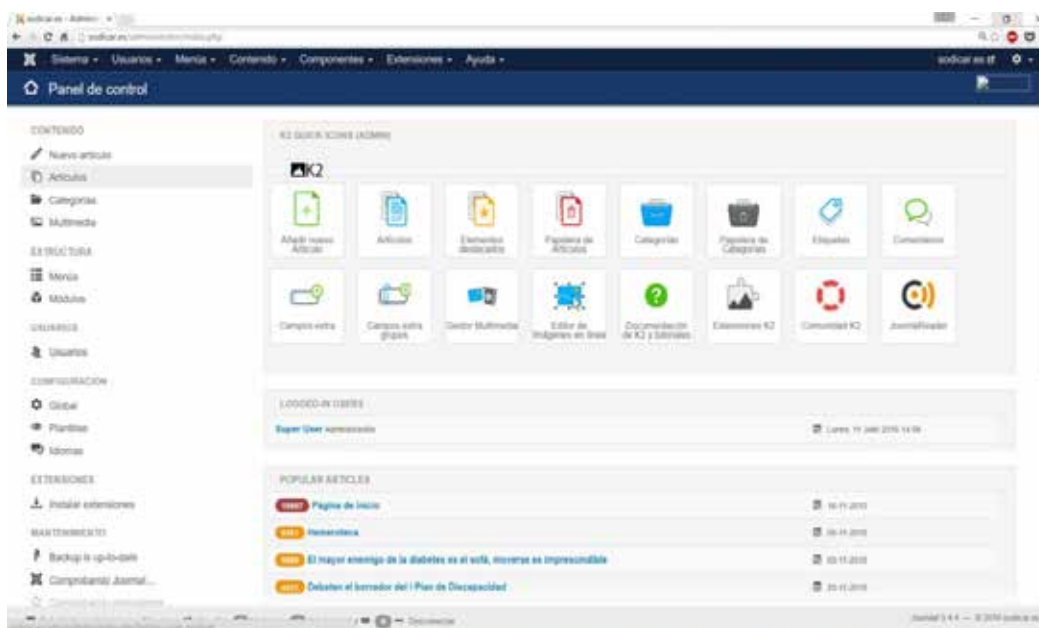 Sistema Usuarios Menús Contenido Componentes Extensiones Ayuda
Panel de control
CONTENIDO
Nuevo artículo
Artículos
Categorías
Multimedia
ESTRUCTURA
Menús
Módulos
USUARIOS
Usuarios
CONFIGURACIÓN
Global
Plantillas
Idiomas
EXTENSIONES
Instalar extensiones
MANTENIMIENTO
Backup is up-to-date
Comprobando Joomla!...
K2 QUICK ICONS (ADMIN)
K2
Añadir nuevo Artículo
Artículos
Elementos destacados
Papelera de Artículos
Categorías
Papelera de Categorías
Etiquetas
Comentarios
Campos extra
Campos extra grupos
Gestor Multimedia
Editor de imágenes en línea
Documentación de K2 y tutoriales
Extensiones K2
Comunidad K2
JoomlaReader
LOGGED-IN USERS
Super User Administración
POPULAR ARTICLES
Página de Inicio
Hemeroteca
El mayor enemigo de la diabetes es el sofá, moverse es imprescindible
Debaten el borrador del I Plan de Discapacidad